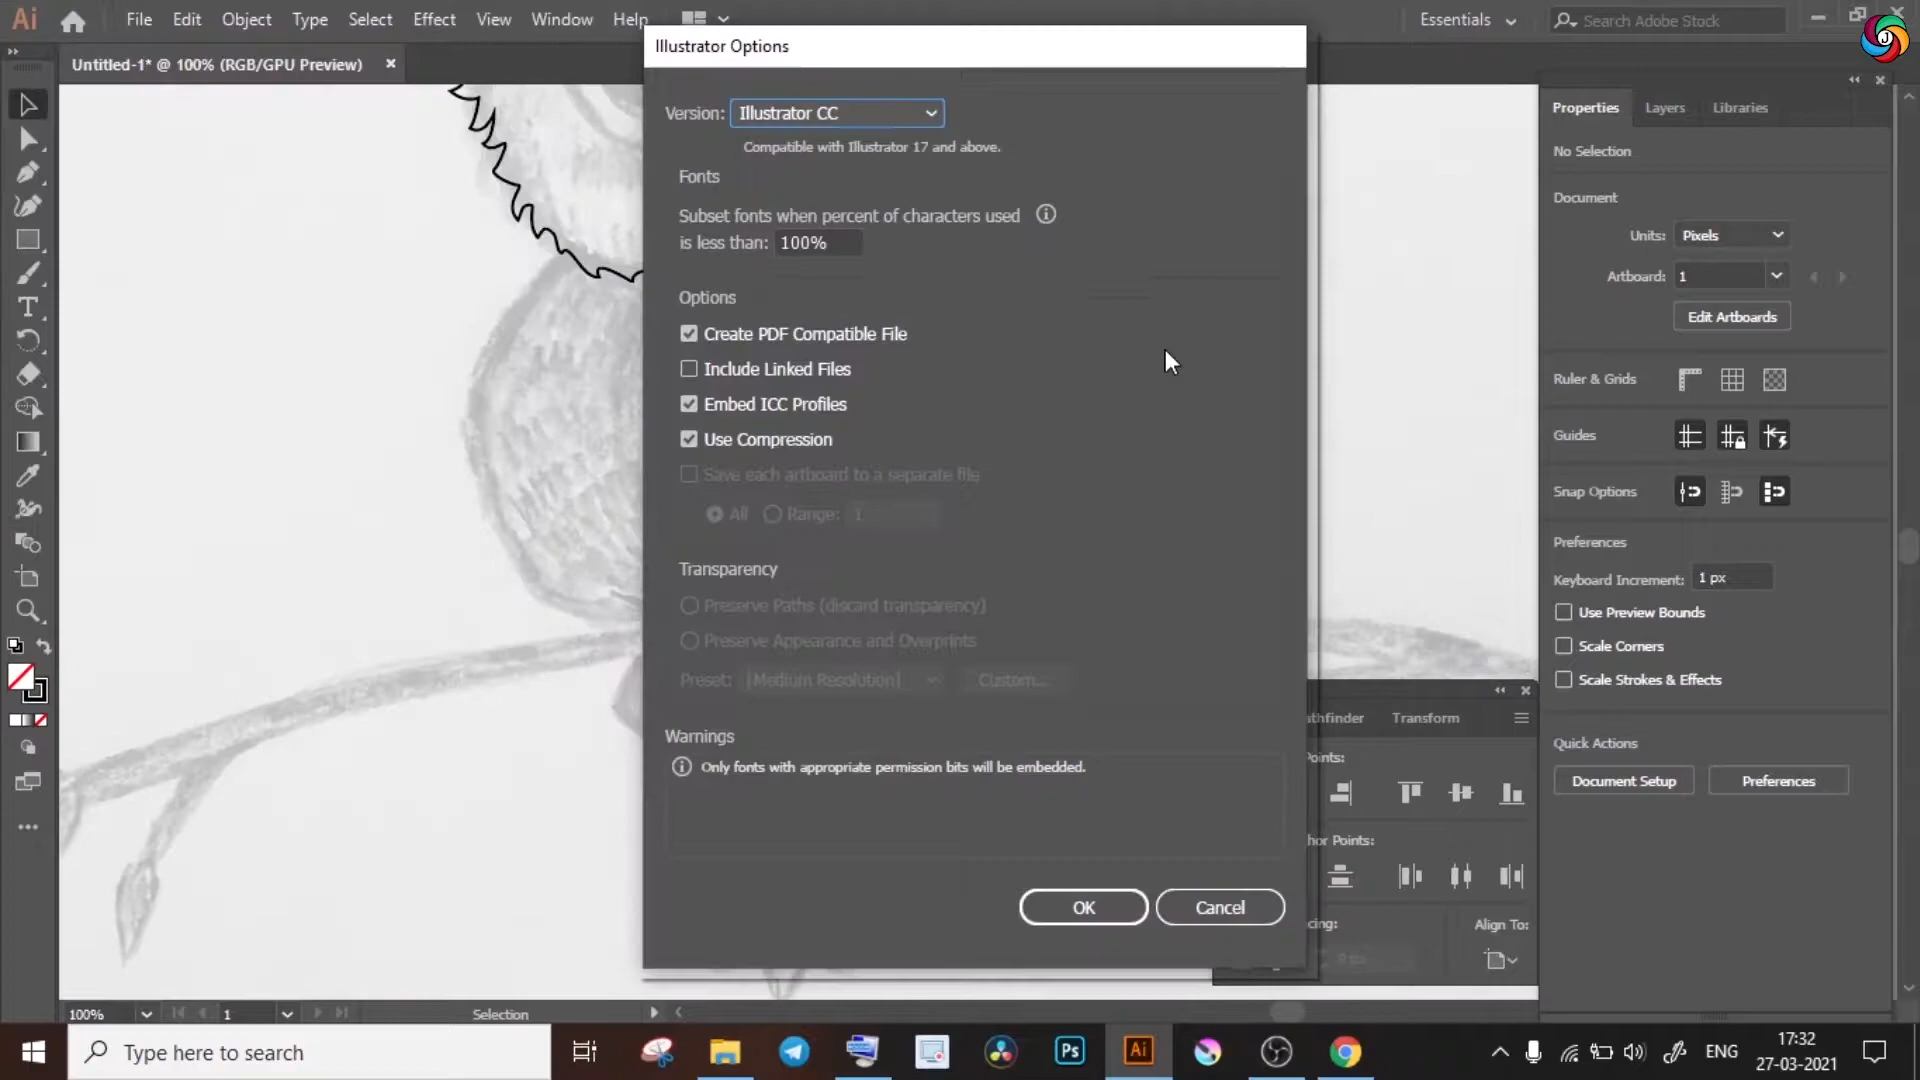 Ai File Edit Object Type Select Effect View Window Help
Essentials
Search Adobe Stock
J
Untitled-1* @ 100% (RGB/GPU Preview)
Illustrator Options
Version: Illustrator CC
Compatible with Illustrator 17 and above.
Fonts
Subset fonts when percent of characters used
is less than: 100%
Options
Create PDF Compatible File
Include Linked Files
Embed ICC Profiles
Use Compression
Save each artboard to a separate file
All Range: 1
Transparency
Preserve Paths (discard transparency)
Preserve Appearance and Overprints
Preset: [Medium Resolution] Custom...
Warnings
Only fonts with appropriate permission bits will be embedded.
OK Cancel
Properties Layers Libraries
No Selection
Document
Units: Pixels
Artboard: 1
Edit Artboards
Ruler & Grids
Guides
Snap Options
Preferences
Keyboard Increment: 1 px
Use Preview Bounds
Scale Corners
Scale Strokes & Effects
Quick Actions
Document Setup Preferences
thfinder Transform
Points:
hor Points:
cing: Align To:
100% 1 Selection
Type here to search
Ps Ai
ENG
17:32
27-03-2021